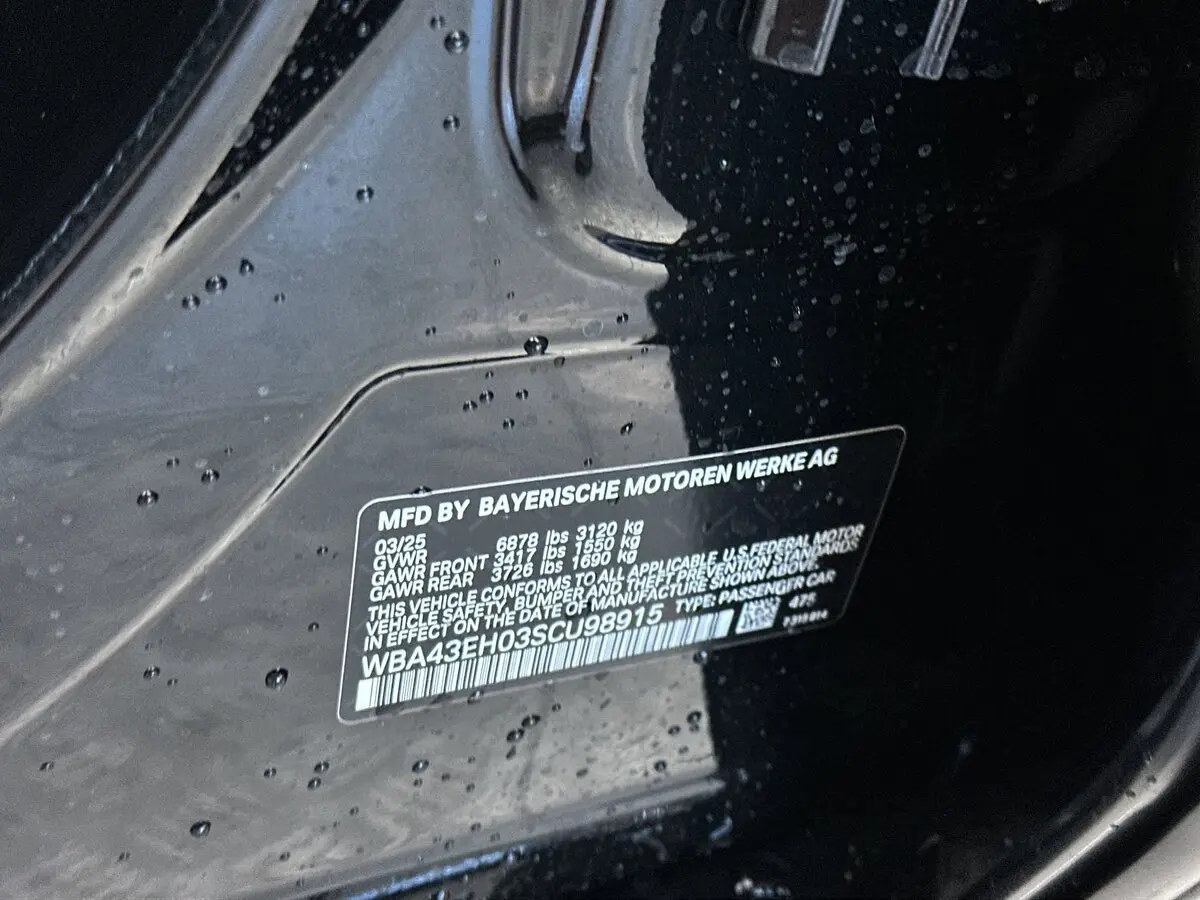 MFD BY BAYERISCHE MOTOREN WERKE AG
03/25
GVWR 6878 lbs 3120 kg
GAWR FRONT 3417 lbs 1550 kg
GAWR REAR 3726 lbs 1690 kg
THIS VEHICLE CONFORMS TO ALL APPLICABLE U.S.FEDERAL MOTOR
VEHICLE SAFETY, BUMPER AND THEFT PREVENTION STANDARDS
IN EFFECT ON THE DATE OF MANUFACTURE SHOWN ABOVE.
WBA43EH03SCU98915 TYPE: PASSENGER CAR
475